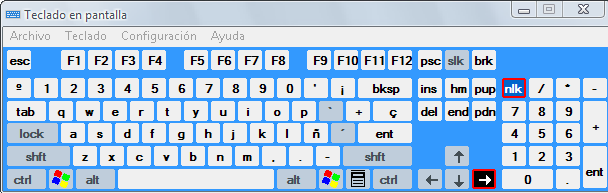 Teclado en pantalla
Archivo Teclado Configuración Ayuda
esc F1 F2 F3 F4 F5 F6 F7 F8 F9 F10 F11 F12 psc slk brk
º 1 2 3 4 5 6 7 8 9 0 ' ¡ bksp ins hm pup nlk / * -
tab q w e r t y u i o p ` + ç del end pdn 7 8 9 +
lock a s d f g h j k l ñ ´ ent 4 5 6
shft z x c v b n m , . - shft ↑ 1 2 3 ent
ctrl alt alt ctrl ← ↓ → 0 .